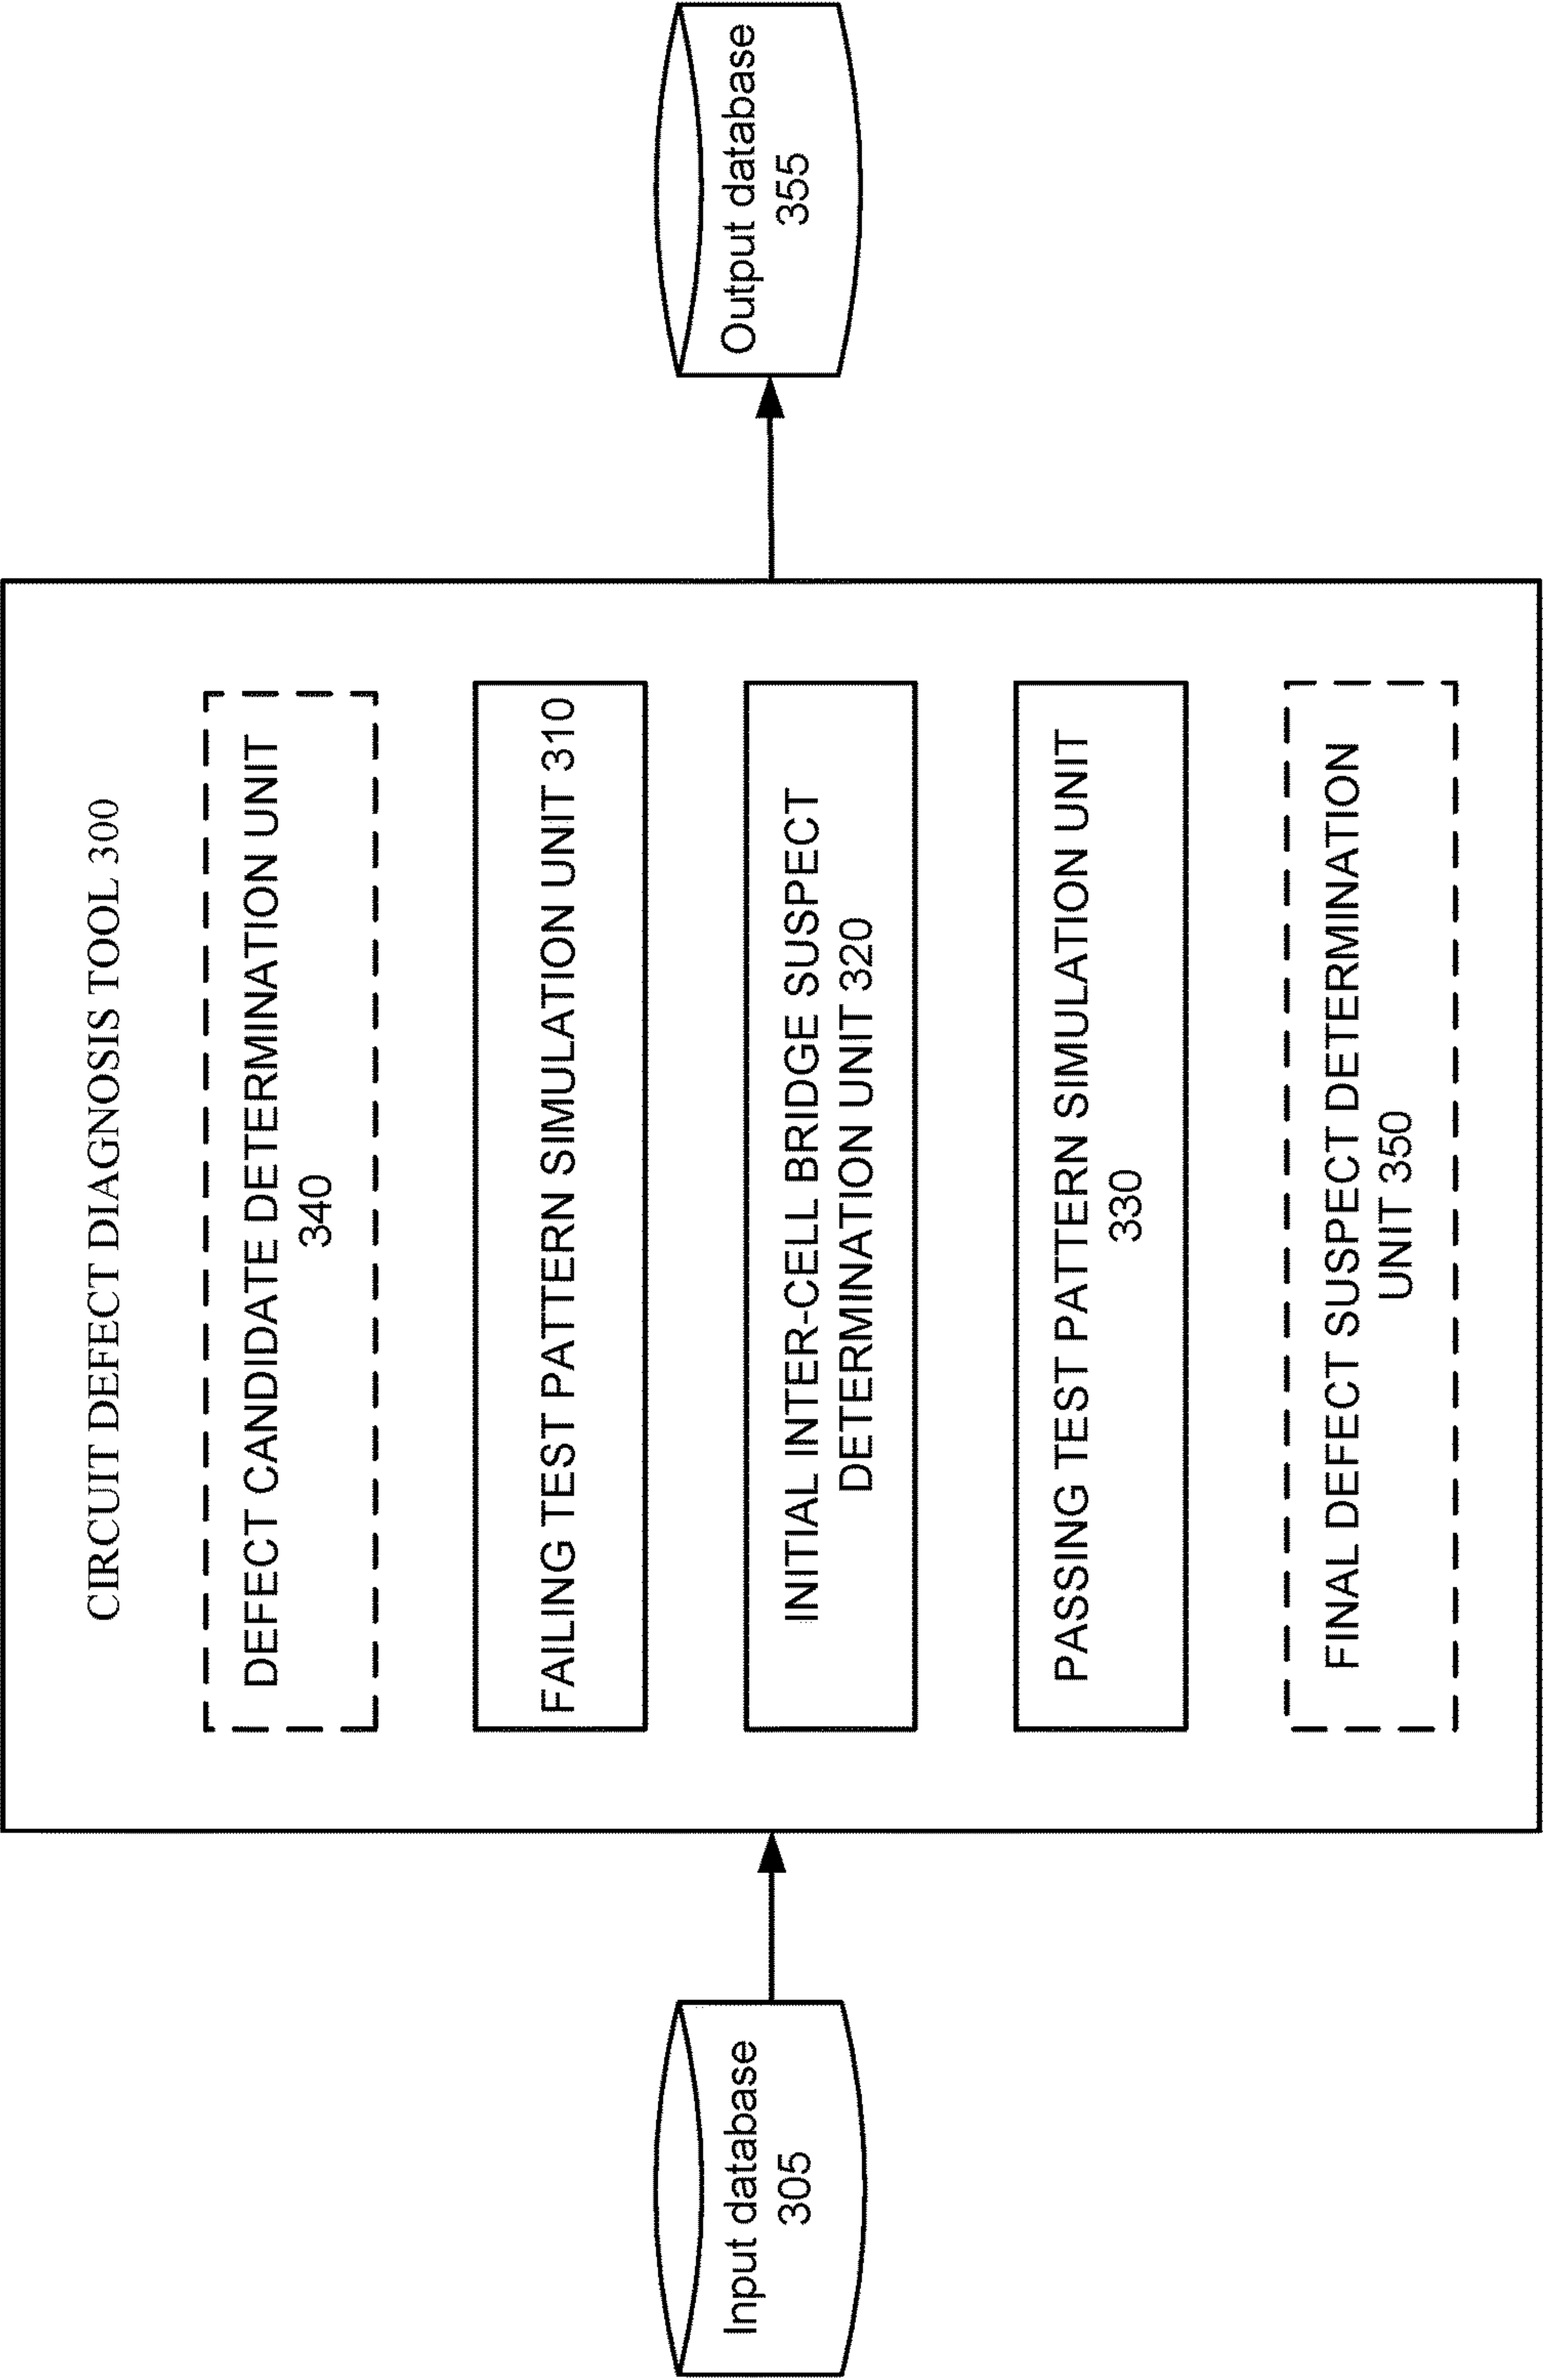 CIRCUIT DEFECT DIAGNOSIS TOOL 300
DEFECT CANDIDATE DETERMINATION UNIT
340
FAILING TEST PATTERN SIMULATION UNIT 310
INITIAL INTER-CELL BRIDGE SUSPECT
DETERMINATION UNIT 320
PASSING TEST PATTERN SIMULATION UNIT
330
FINAL DEFECT SUSPECT DETERMINATION
UNIT 350
Input database
305
Output database
355